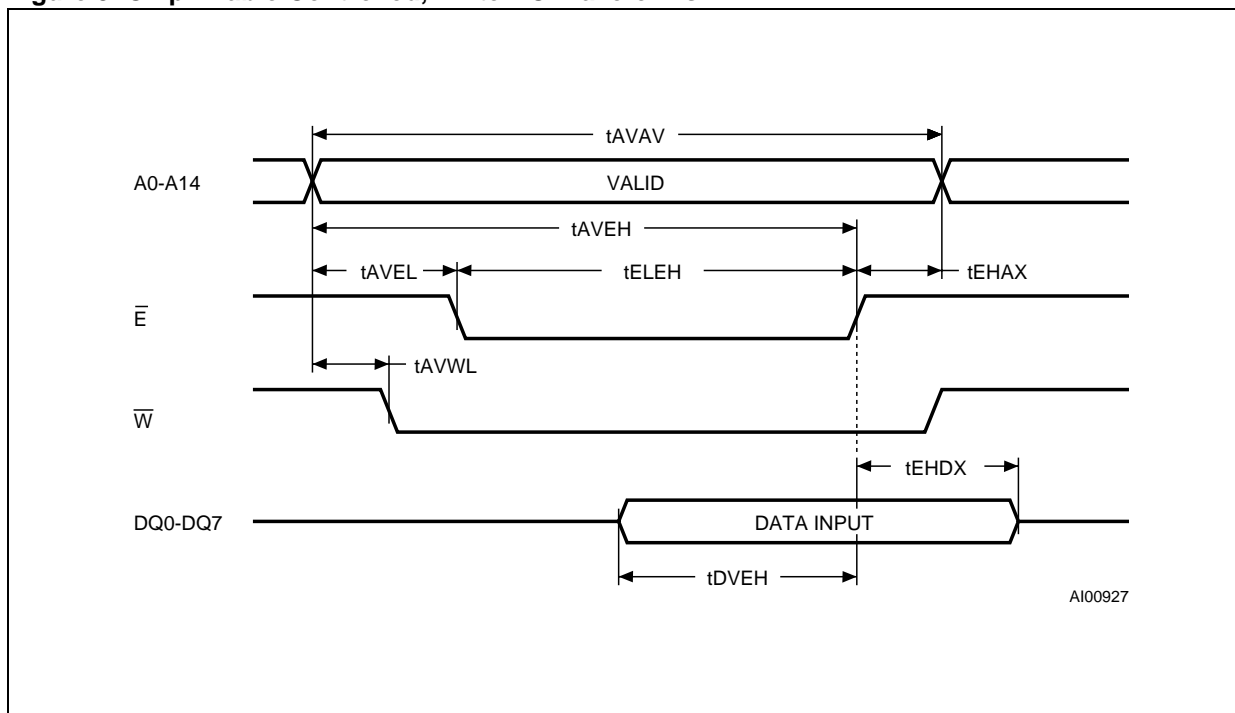 tAVAV
A0-A14
VALID
tAVEH
tAVEL
tELEH
tEHAX
E̅
tAVWL
W̅
tEHDX
DQ0-DQ7
DATA INPUT
tDVEH
AI00927